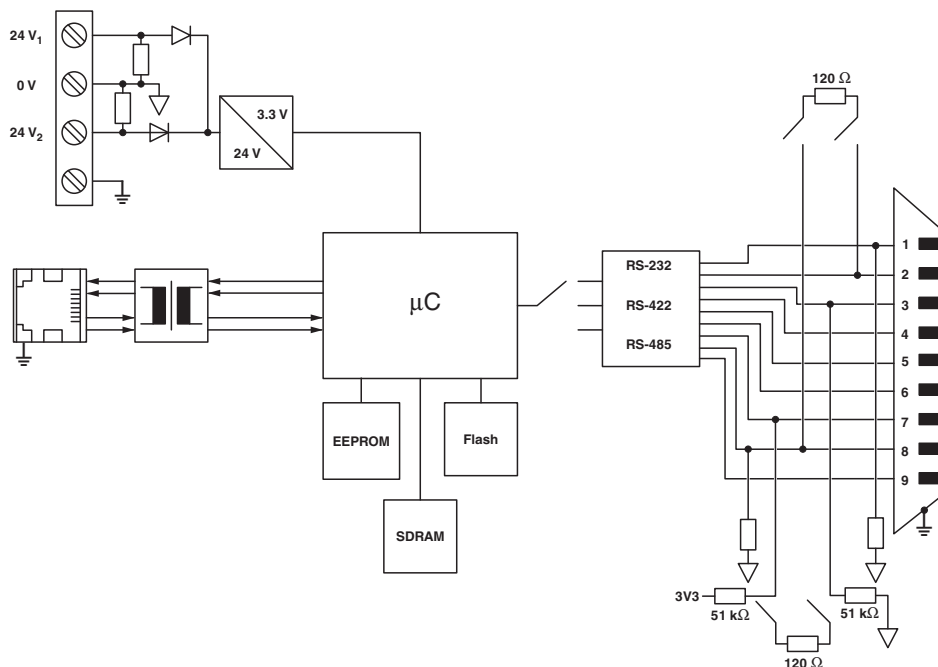 24 V₁
0 V
24 V₂
3.3 V
24 V
120 Ω
µC
RS-232
RS-422
RS-485
EEPROM
Flash
SDRAM
1
2
3
4
5
6
7
8
9
3V3
51 kΩ
51 kΩ
120 Ω